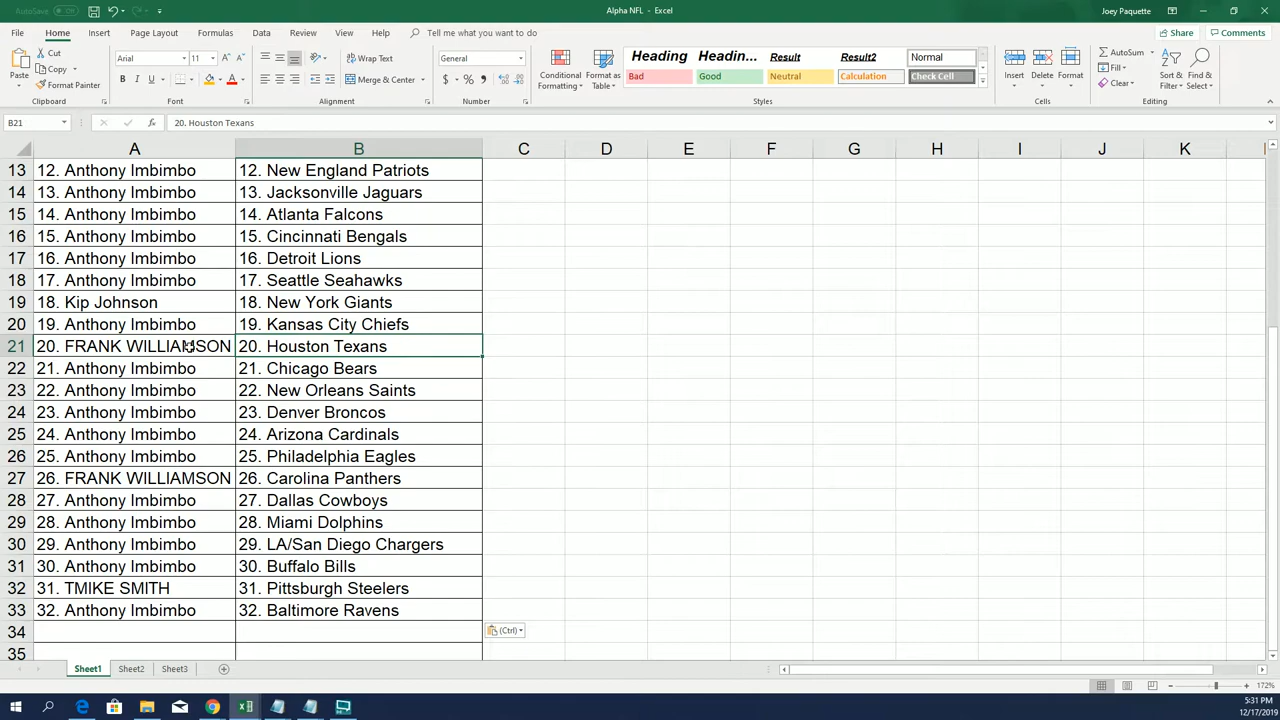 AutoSave Off
Alpha NFL - Excel
Joey Paquette
File Home Insert Page Layout Formulas Data Review View Help Tell me what you want to do Share Comments
Paste Cut Copy Format Painter Clipboard
Arial 11 B I U Font
Wrap Text Merge & Center Alignment
General $ % Number
Conditional Formatting Format as Table
Heading Headin... Result Result2 Normal
Bad Good Neutral Calculation Check Cell
Styles
Insert Delete Format Cells
AutoSum Fill Clear Sort & Filter Find & Select Editing
B21 fx 20. Houston Texans
A B C D E F G H I J K
13 12. Anthony Imbimbo 12. New England Patriots
14 13. Anthony Imbimbo 13. Jacksonville Jaguars
15 14. Anthony Imbimbo 14. Atlanta Falcons
16 15. Anthony Imbimbo 15. Cincinnati Bengals
17 16. Anthony Imbimbo 16. Detroit Lions
18 17. Anthony Imbimbo 17. Seattle Seahawks
19 18. Kip Johnson 18. New York Giants
20 19. Anthony Imbimbo 19. Kansas City Chiefs
21 20. FRANK WILLIAMSON 20. Houston Texans
22 21. Anthony Imbimbo 21. Chicago Bears
23 22. Anthony Imbimbo 22. New Orleans Saints
24 23. Anthony Imbimbo 23. Denver Broncos
25 24. Anthony Imbimbo 24. Arizona Cardinals
26 25. Anthony Imbimbo 25. Philadelphia Eagles
27 26. FRANK WILLIAMSON 26. Carolina Panthers
28 27. Anthony Imbimbo 27. Dallas Cowboys
29 28. Anthony Imbimbo 28. Miami Dolphins
30 29. Anthony Imbimbo 29. LA/San Diego Chargers
31 30. Anthony Imbimbo 30. Buffalo Bills
32 31. TMIKE SMITH 31. Pittsburgh Steelers
33 32. Anthony Imbimbo 32. Baltimore Ravens
34 (Ctrl)
35
Sheet1 Sheet2 Sheet3
172%
5:31 PM
12/17/2019